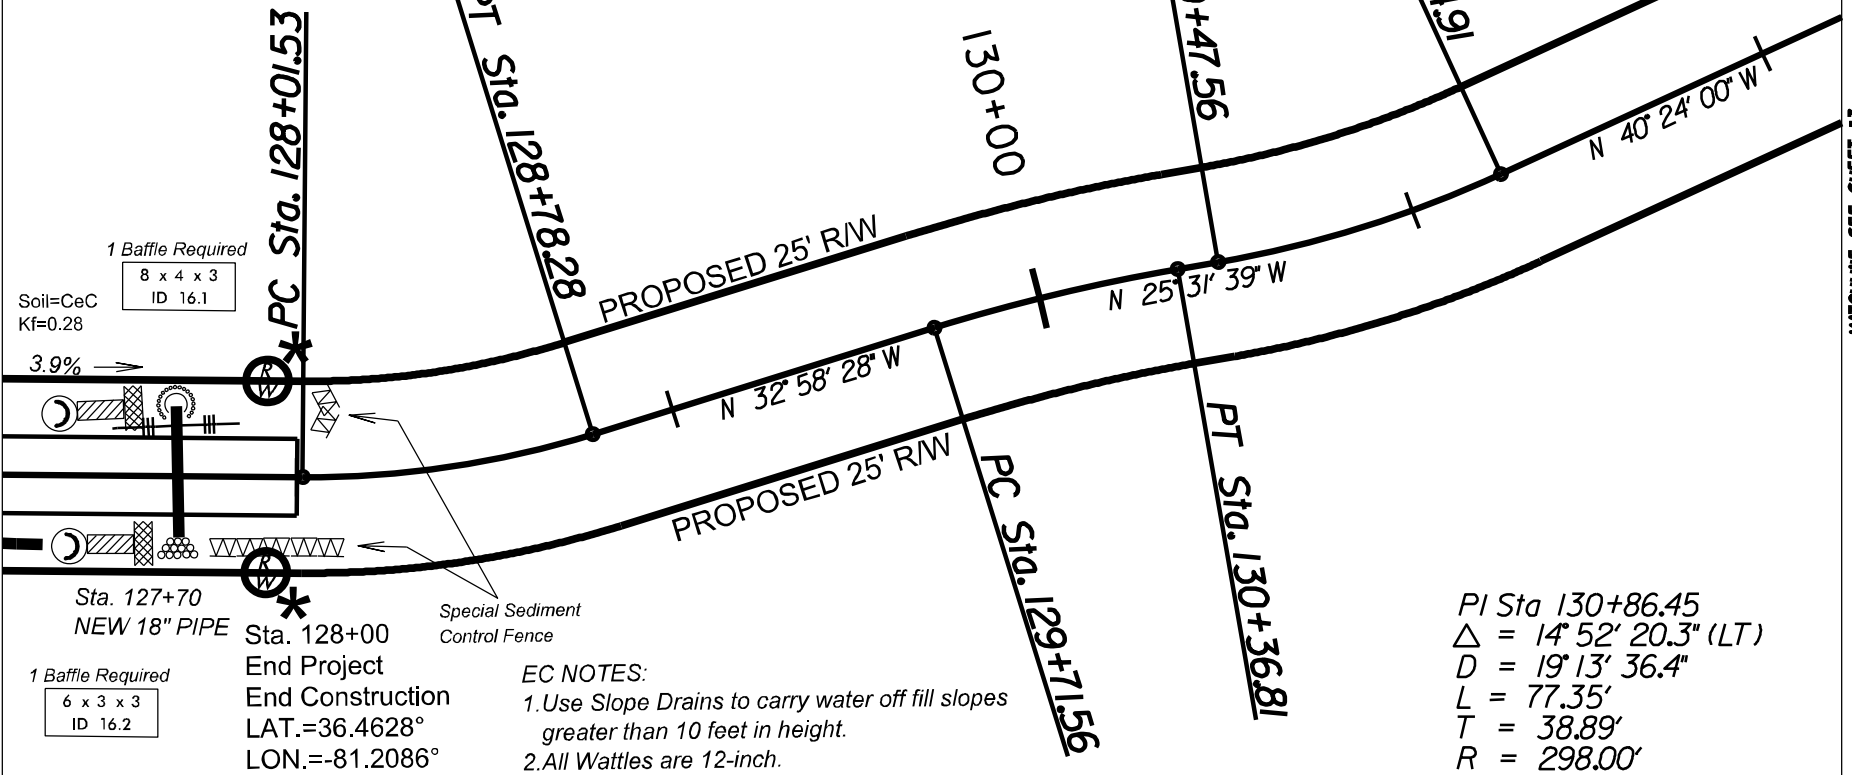 PC Sta. 128+01.53
PT Sta. 128+78.28
130+00
+47.56
.91
N 40° 24' 00" W
1 Baffle Required
8 x 4 x 3
ID 16.1
Soil=CeC
Kf=0.28
3.9%
PROPOSED 25' R/W
N 25° 31' 39" W
N 32° 58' 28" W
R
W
PROPOSED 25' R/W
PC Sta. 129+71.56
PT Sta. 130+36.81
R
W
Sta. 127+70
NEW 18" PIPE
Special Sediment
Control Fence
Sta. 128+00
End Project
End Construction
LAT.=36.4628°
LON.=-81.2086°
1 Baffle Required
6 x 3 x 3
ID 16.2
EC NOTES:
1.Use Slope Drains to carry water off fill slopes
greater than 10 feet in height.
2.All Wattles are 12-inch.
PI Sta 130+86.45
△ = 14° 52' 20.3" (LT)
D = 19° 13' 36.4"
L = 77.35'
T = 38.89'
R = 298.00'